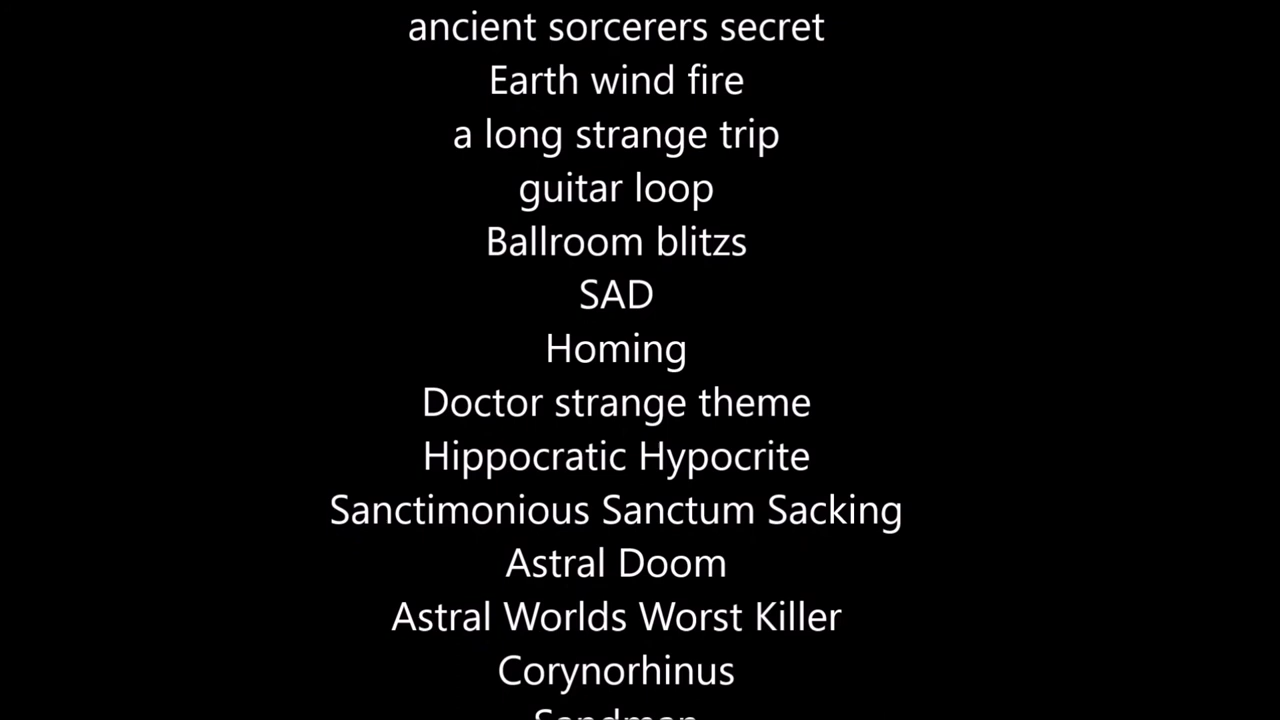 ancient sorcerers secret
Earth wind fire
a long strange trip
guitar loop
Ballroom blitzs
SAD
Homing
Doctor strange theme
Hippocratic Hypocrite
Sanctimonious Sanctum Sacking
Astral Doom
Astral Worlds Worst Killer
Corynorhinus